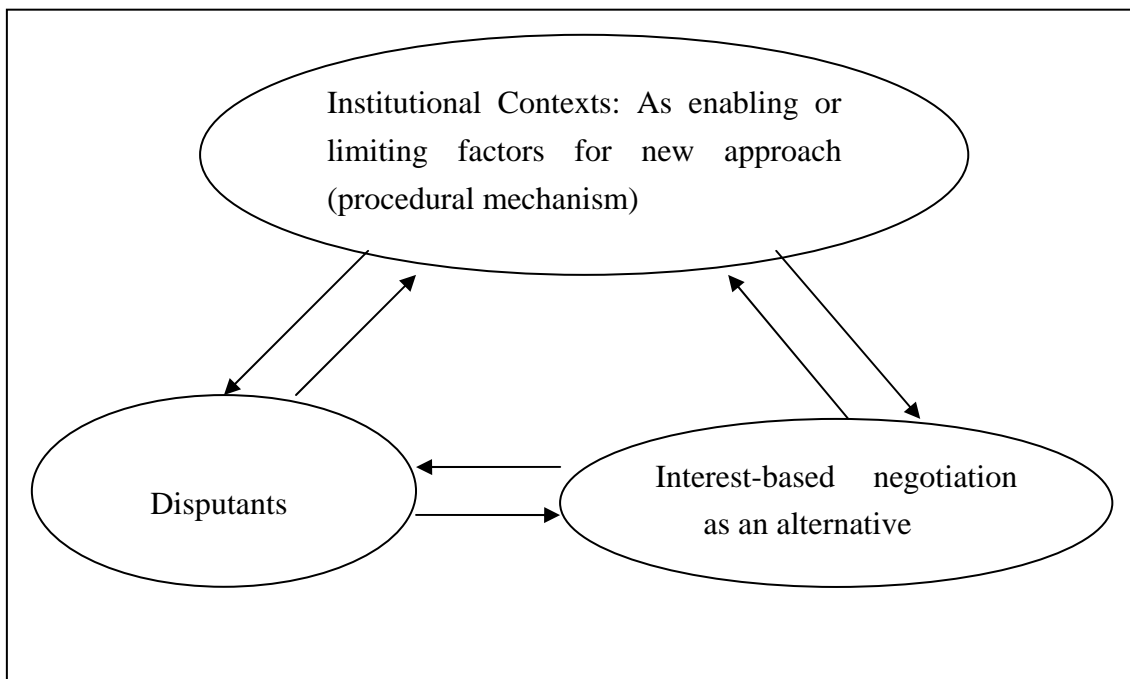 Institutional Contexts: As enabling or
limiting factors for new approach
(procedural mechanism)
Disputants
Interest-based negotiation
as an alternative